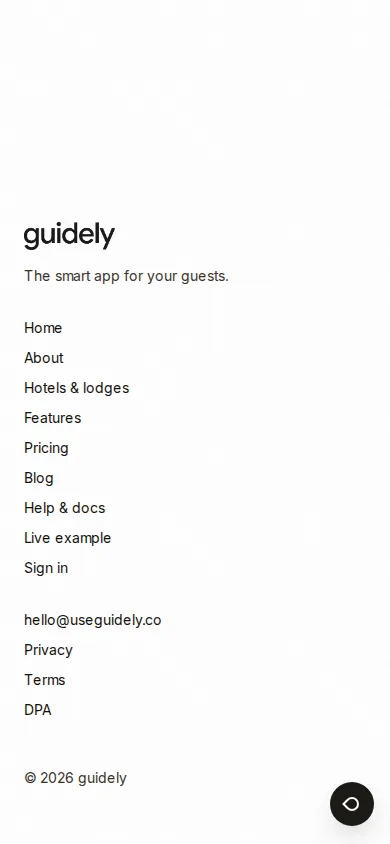 guidely
The smart app for your guests.
Home
About
Hotels & lodges
Features
Pricing
Blog
Help & docs
Live example
Sign in
hello@useguidely.co
Privacy
Terms
DPA
© 2026 guidely